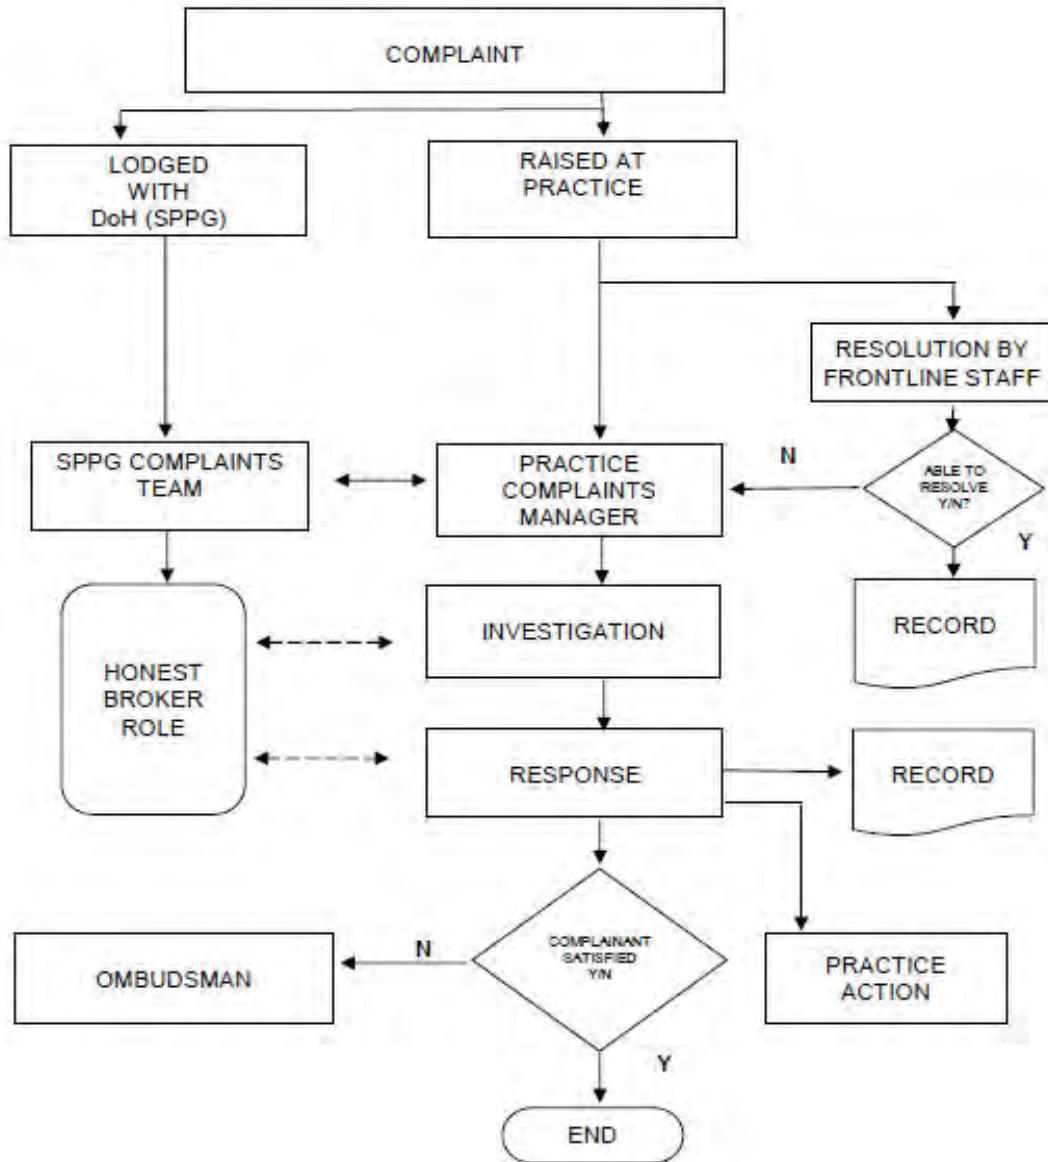 COMPLAINT
LODGED
WITH
DoH (SPPG)
RAISED AT
PRACTICE
RESOLUTION BY
FRONTLINE STAFF
SPPG COMPLAINTS
TEAM
PRACTICE
COMPLAINTS
MANAGER
N
ABLE TO
RESOLVE
Y/N?
Y
HONEST
BROKER
ROLE
INVESTIGATION
RECORD
RESPONSE
RECORD
OMBUDSMAN
N
COMPLAINANT
SATISFIED
Y/N
PRACTICE
ACTION
Y
END